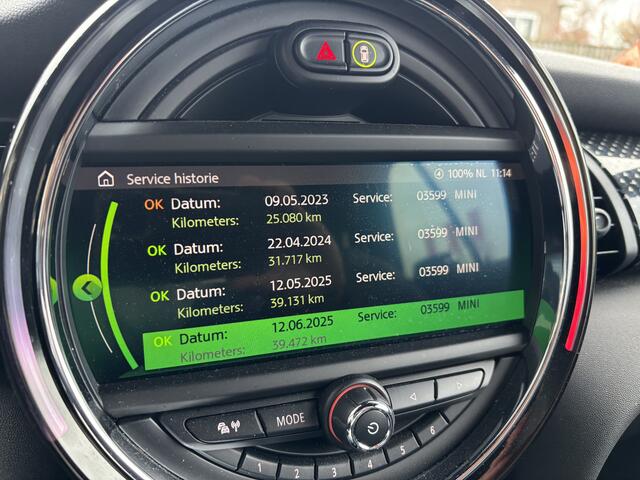 Service historie 100% NL 11:14
OK Datum: 09.05.2023 Service: 03599 MINI
Kilometers: 25.080 km
OK Datum: 22.04.2024 Service: 03599 MINI
Kilometers: 31.717 km
OK Datum: 12.05.2025 Service: 03599 MINI
Kilometers: 39.131 km
OK Datum: 12.06.2025 Service: 03599 MINI
Kilometers: 39.472 km
MODE
1 2 3 4 5 6